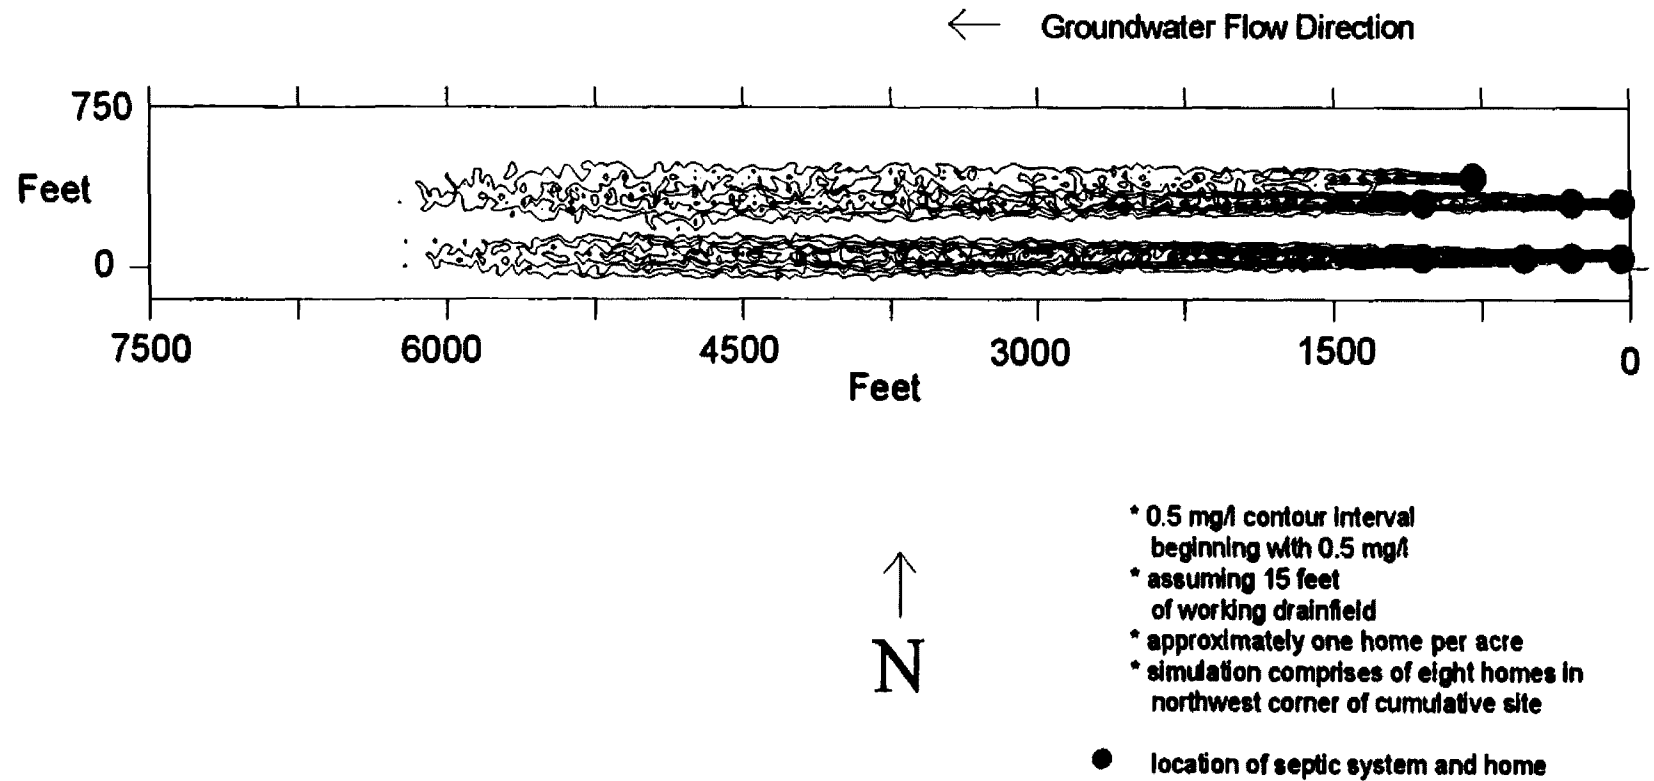 Groundwater Flow Direction
750
Feet
0
7500 6000 4500 3000 1500 0
Feet
* 0.5 mg/l contour interval
beginning with 0.5 mg/l
* assuming 15 feet
of working drainfield
* approximately one home per acre
* simulation comprises of eight homes in
northwest corner of cumulative site
N
location of septic system and home